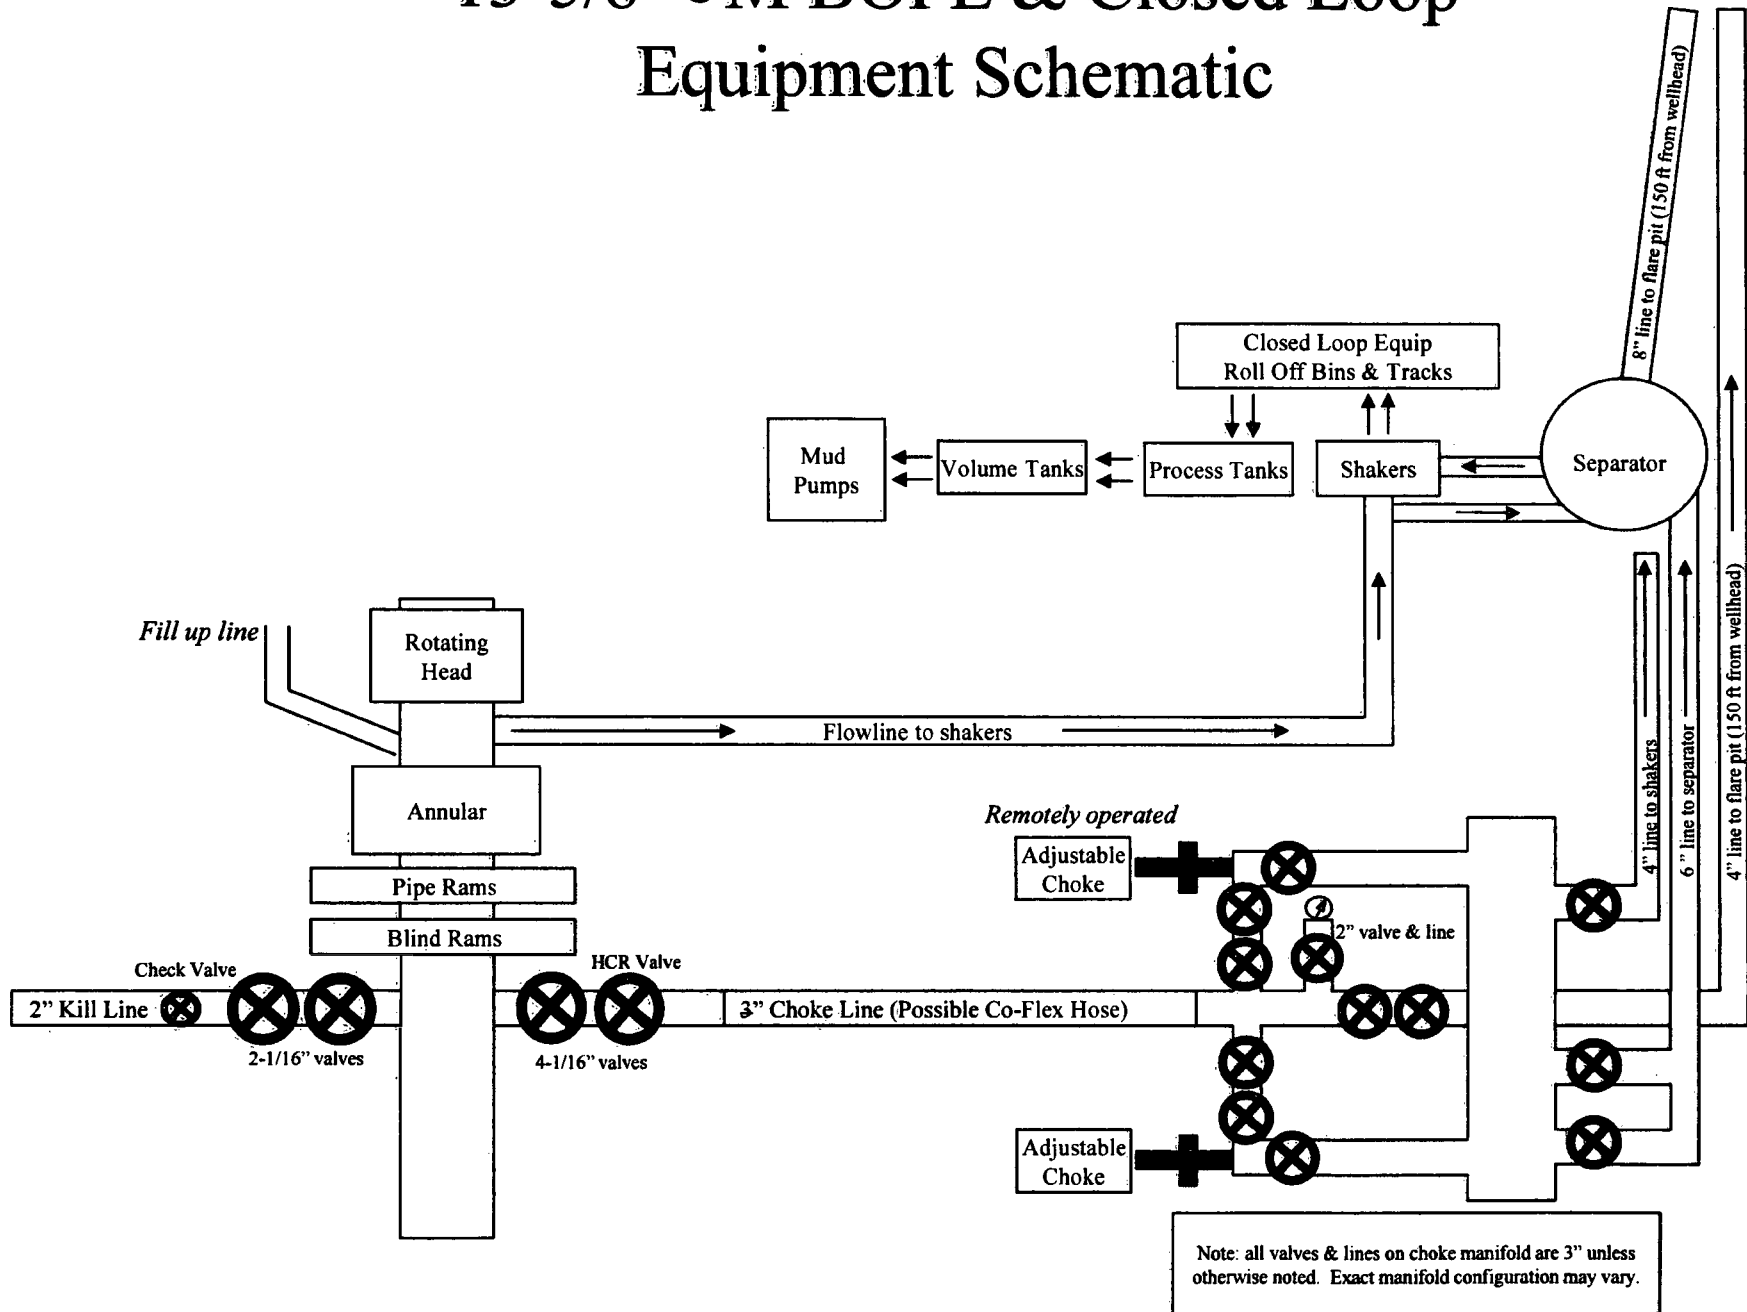 BOPE & Closed Loop
Equipment Schematic
8” line to flare pit (150 ft from wellhead)
Closed Loop Equip
Roll Off Bins & Tracks
Mud
Pumps
Volume Tanks
Process Tanks
Shakers
Separator
Fill up line
Rotating
Head
Flowline to shakers
Annular
Pipe Rams
Blind Rams
Remotely operated
Adjustable
Choke
4” line to shakers
6 ” line to separator
4” line to flare pit (150 ft from wellhead)
2” valve & line
Check Valve
HCR Valve
2” Kill Line
3” Choke Line (Possible Co-Flex Hose)
2-1/16” valves
4-1/16” valves
Adjustable
Choke
Note: all valves & lines on choke manifold are 3” unless
otherwise noted. Exact manifold configuration may vary.